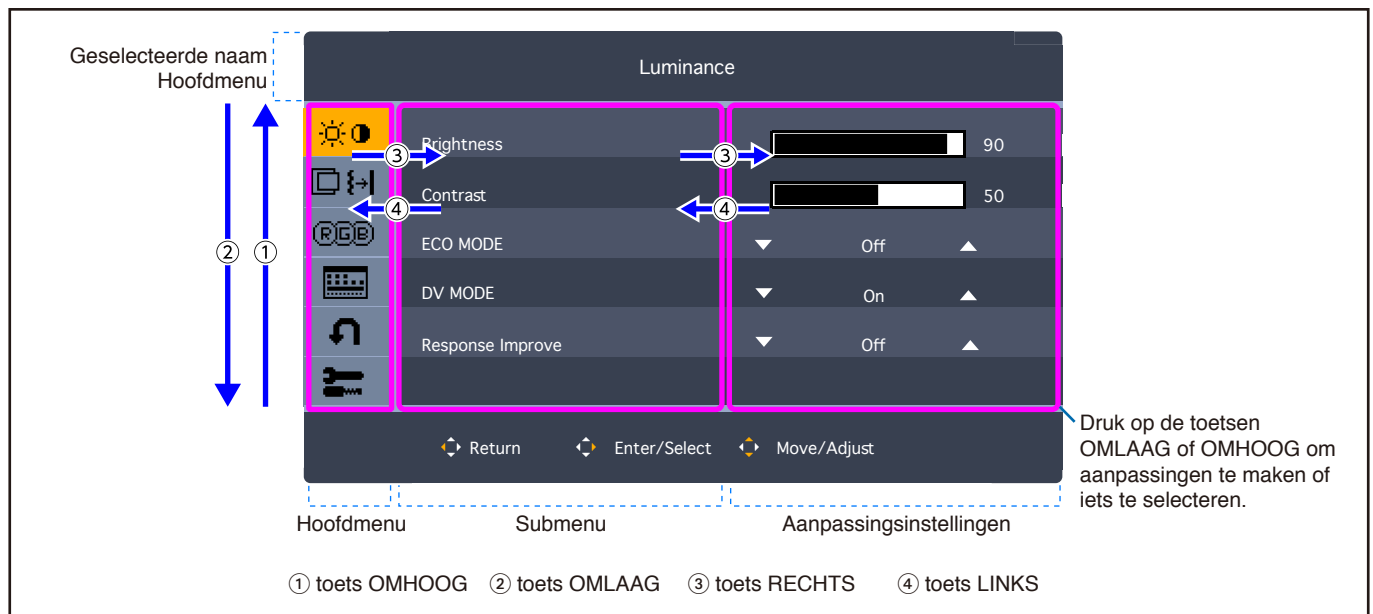 Geselecteerde naam
Hoofdmenu
Luminance
② ①
Brightness 90
③ ③
Contrast 50
④ ④
RGB
ECO MODE Off
DV MODE On
Response Improve Off
Return Enter/Select Move/Adjust
Druk op de toetsen
OMLAAG of OMHOOG om
aanpassingen te maken of
iets te selecteren.
Hoofdmenu Submenu Aanpassingsinstellingen
① toets OMHOOG ② toets OMLAAG ③ toets RECHTS ④ toets LINKS